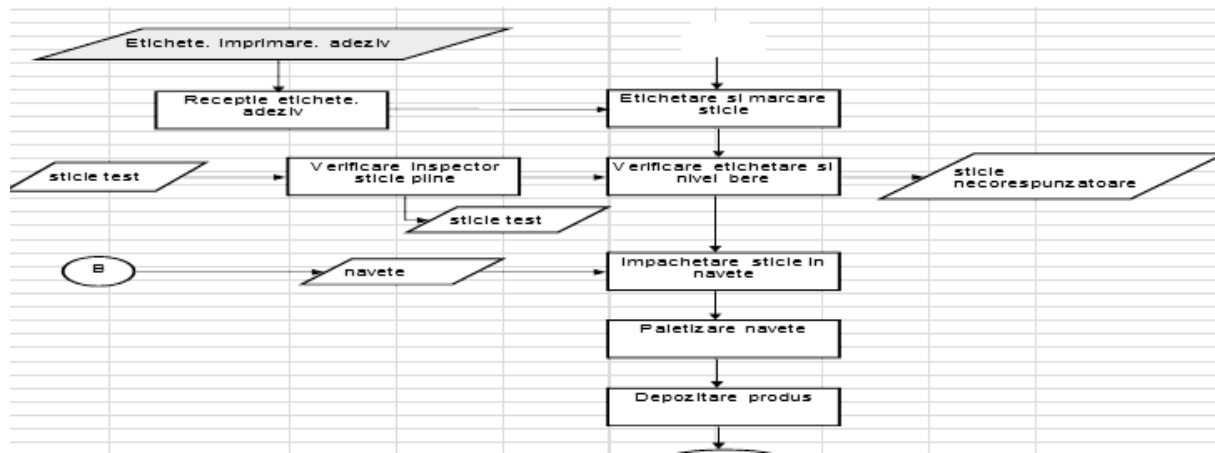 Etichete. imprimare. adeziv
Receptie etichete.
adeziv
Etichetare si marcare
sticle
sticle test
Verificare inspector
sticle pline
Verificare etichetare si
nivel bere
sticle
necorespunzatoare
sticle test
B
navete
Impachetare sticle in
navete
Paletizare navete
Depozitare produs